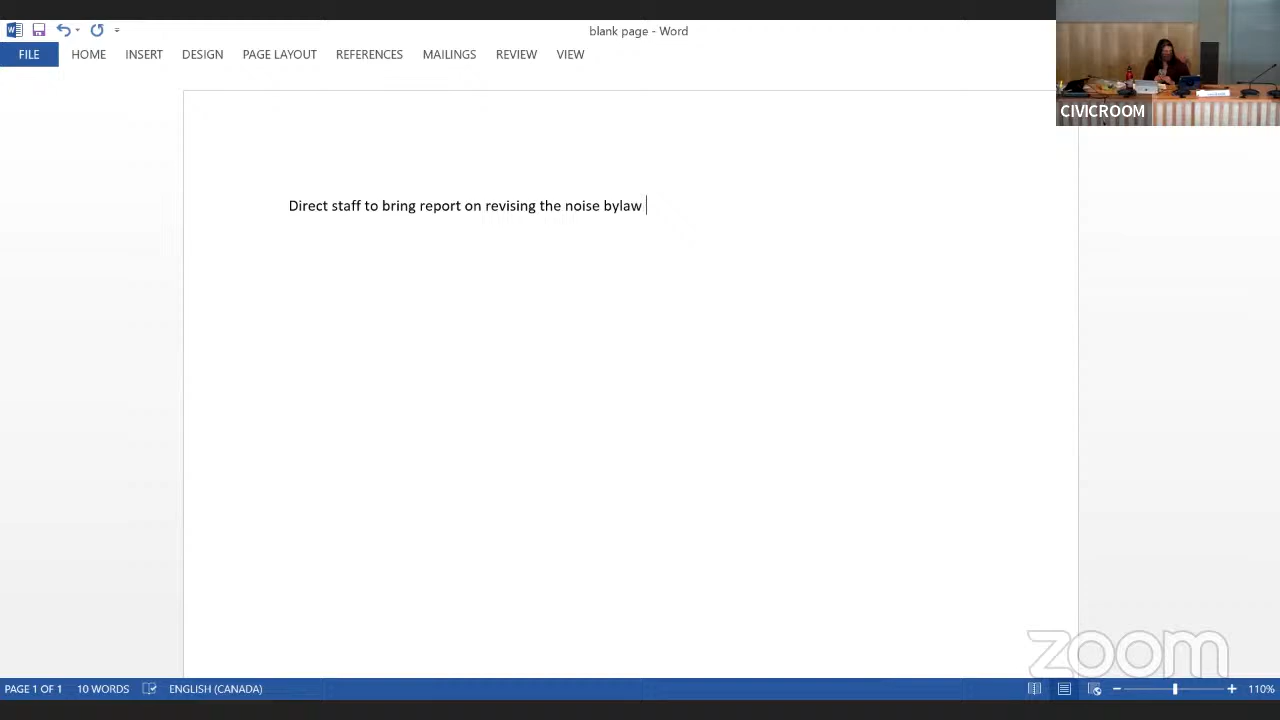 blank page - Word
FILE HOME INSERT DESIGN PAGE LAYOUT REFERENCES MAILINGS REVIEW VIEW
CIVICROOM
Direct staff to bring report on revising the noise bylaw
zoom
PAGE 1 OF 1 10 WORDS ENGLISH (CANADA) 110%